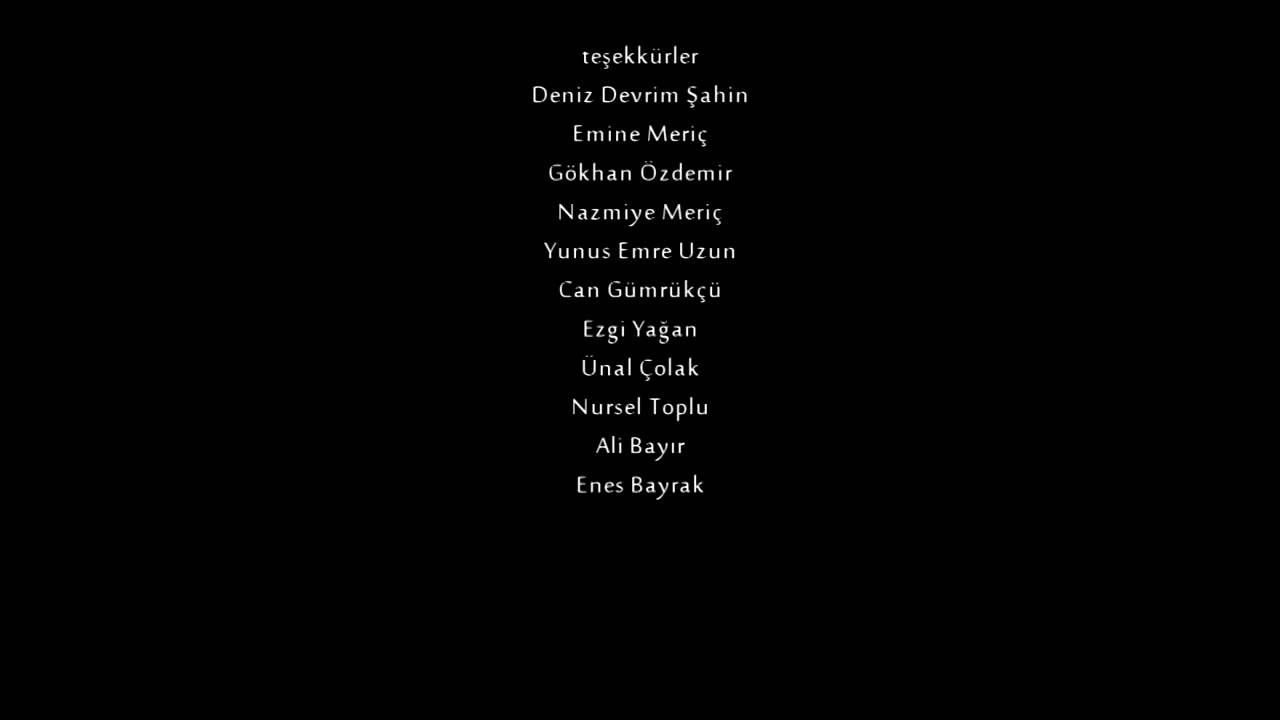 teşekkürler
Deniz Devrim Şahin
Emine Meriç
Gökhan Özdemir
Nazmiye Meriç
Yunus Emre Uzun
Can Gümrükçü
Ezgi Yağan
Ünal Çolak
Nursel Toplu
Ali Bayır
Enes Bayrak